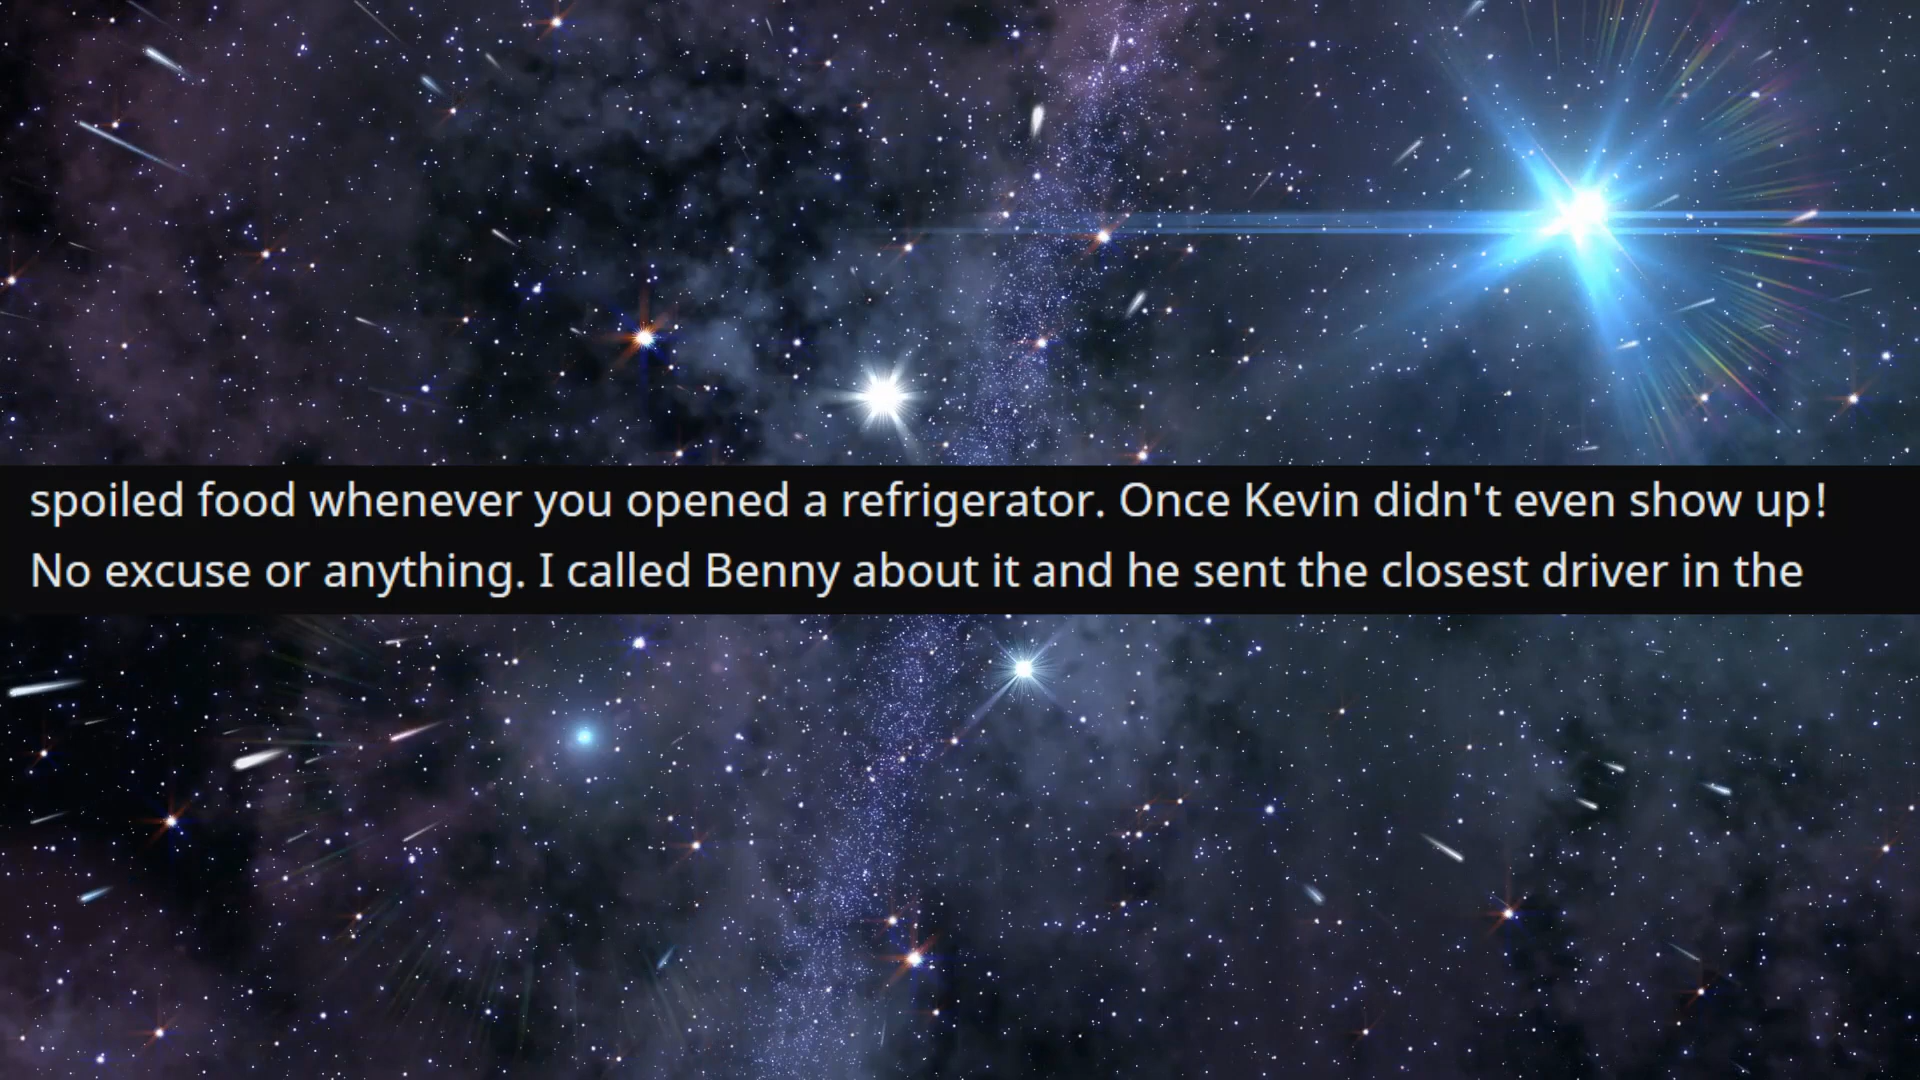 spoiled food whenever you opened a refrigerator. Once Kevin didn't even show up!
No excuse or anything. I called Benny about it and he sent the closest driver in the